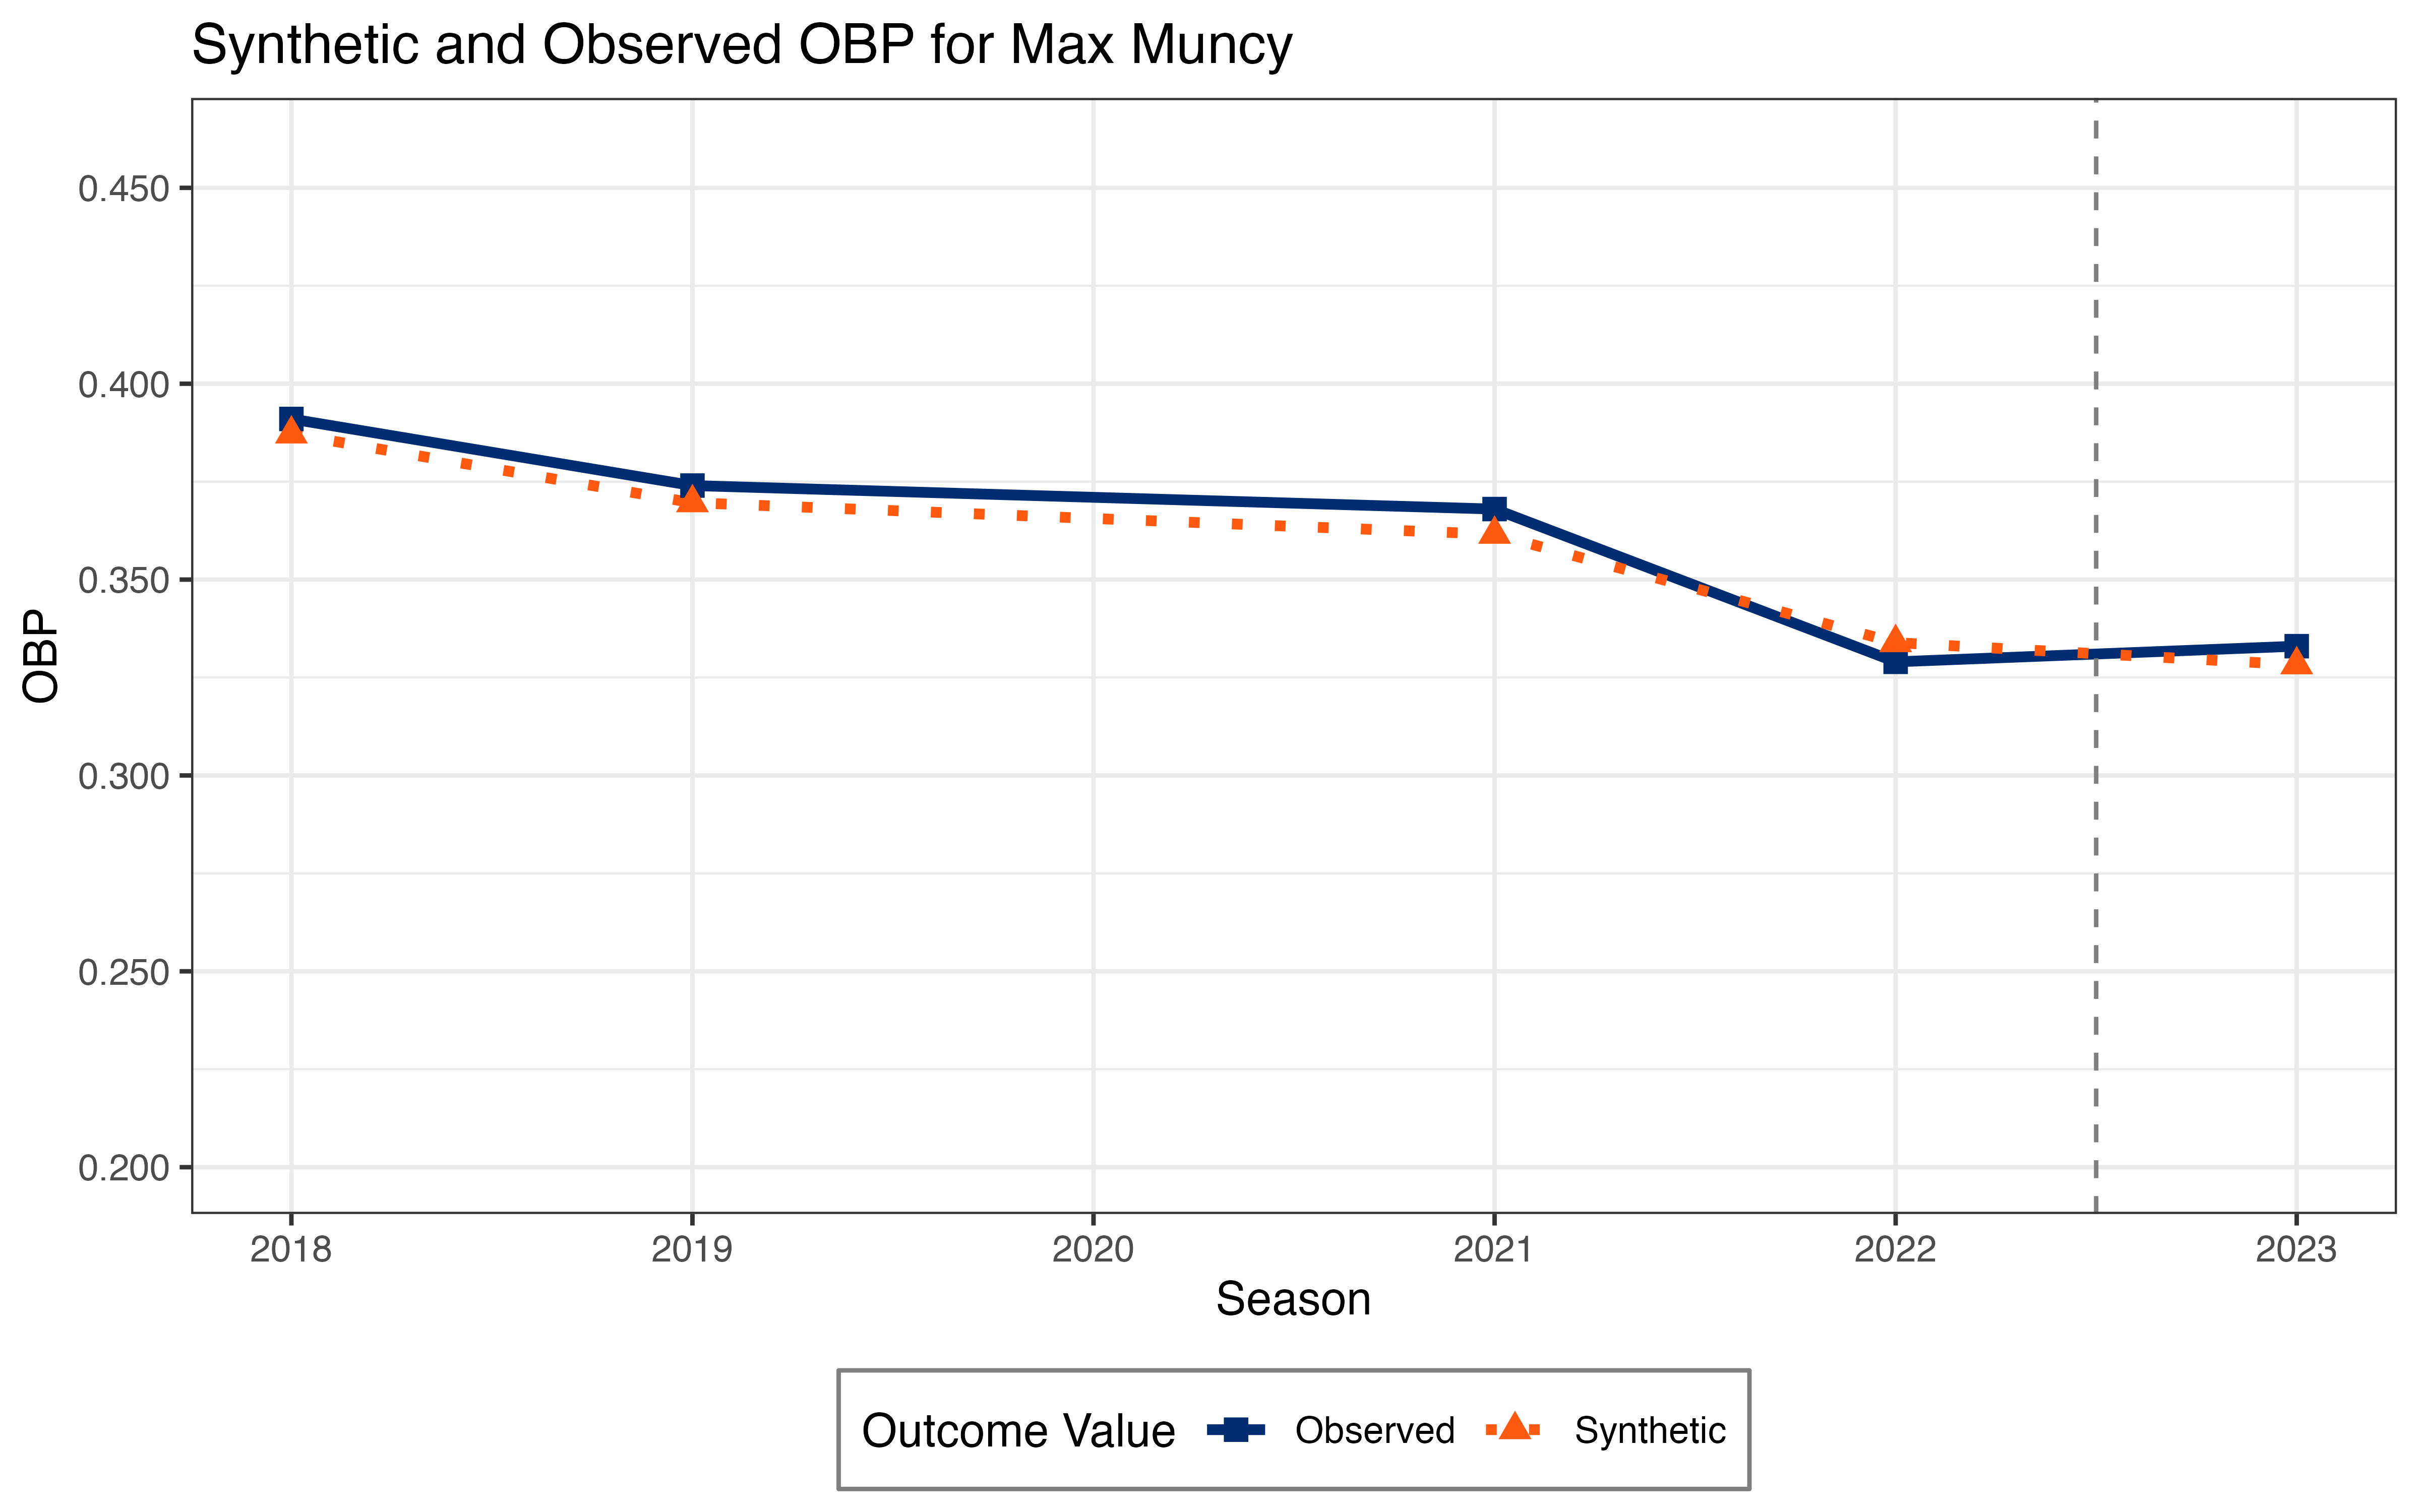 Synthetic and Observed OBP for Max Muncy
OBP
0.450
0.400
0.350
0.300
0.250
0.200
2018 2019 2020 2021 2022 2023
Season
Outcome Value Observed Synthetic